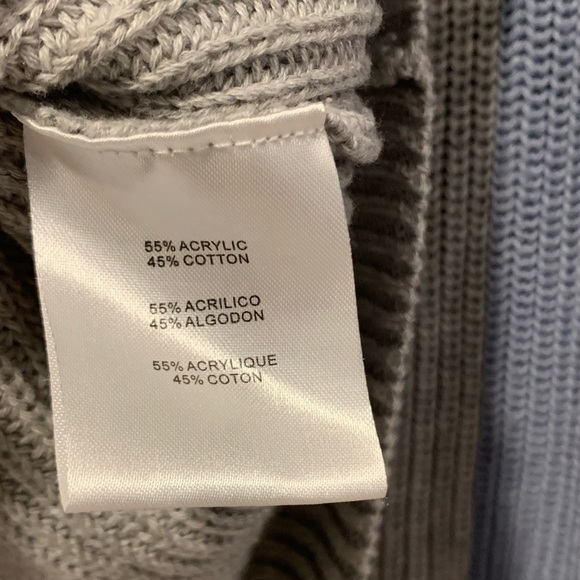 55% ACRYLIC
45% COTTON
55% ACRILICO
45% ALGODON
55% ACRYLIQUE
45% COTON